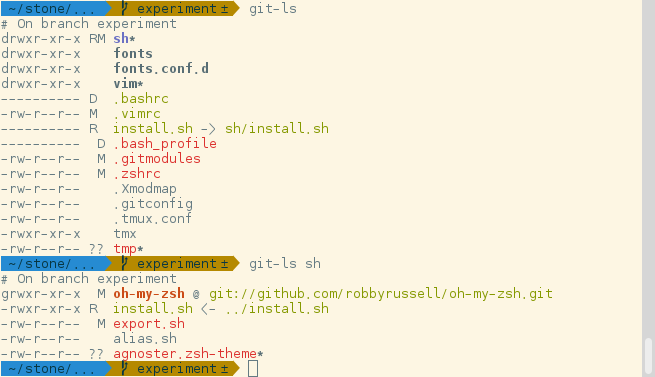 ~/stone/... experiment± git-ls
# On branch experiment
drwxr-xr-x RM sh*
drwxr-xr-x    fonts
drwxr-xr-x    fonts.conf.d
drwxr-xr-x    vim*
---------- D  .bashrc
-rw-r--r-- M  .vimrc
---------- R  install.sh -> sh/install.sh
----------  D .bash_profile
-rw-r--r--  M .gitmodules
-rw-r--r--  M .zshrc
-rw-r--r--    .Xmodmap
-rw-r--r--    .gitconfig
-rw-r--r--    .tmux.conf
-rwxr-xr-x    tmx
-rw-r--r-- ?? tmp*
~/stone/... experiment± git-ls sh
# On branch experiment
grwxr-xr-x  M oh-my-zsh @ git://github.com/robbyrussell/oh-my-zsh.git
-rwxr-xr-x R  install.sh <- ../install.sh
-rw-r--r--  M export.sh
-rw-r--r--    alias.sh
-rw-r--r-- ?? agnoster.zsh-theme*
~/stone/... experiment±